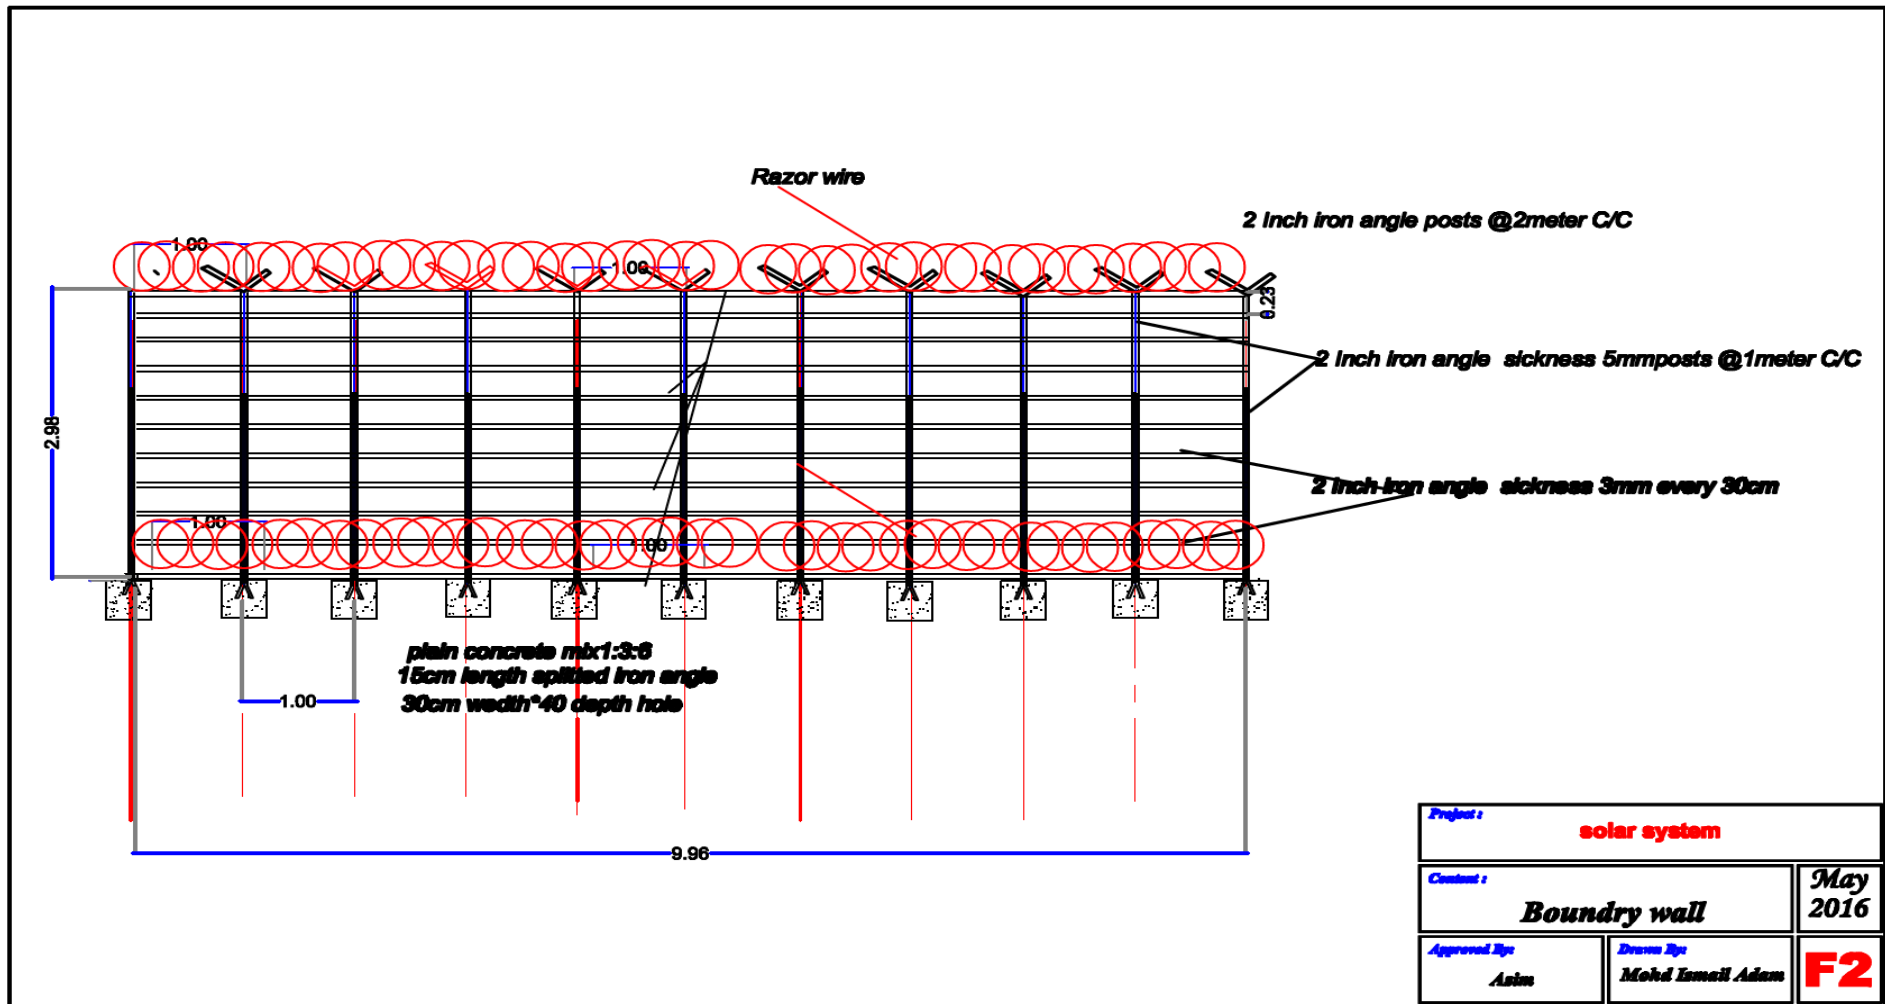 Razor wire
2 Inch iron angle posts @2meter C/C
1.00
1.00
0.23
2 Inch iron angle sickness 5mmposts @1meter C/C
2.98
2 Inch iron angle sickness 3mm every 30cm
1.00
1.00
plain concrete mix1:3:6
15cm length splitted iron angle
30cm wedth*40 depth hole
1.00
9.96
Project :
solar system
Content :
Boundry wall
May
2016
Approved By:
Asim
Drawn By:
Mohd Ismail Adam
F2